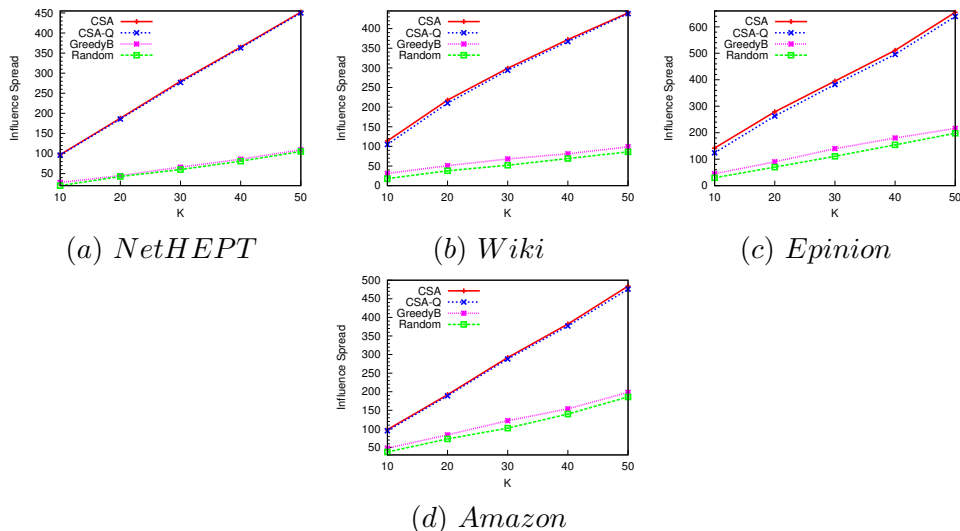 450
400
350
300
250
200
150
100
50
Influence Spread
CSA
CSA-Q
GreedyB
Random
10 20 30 40 50
K
(a) NetHEPT
400
350
300
250
200
150
100
50
0
Influence Spread
CSA
CSA-Q
GreedyB
Random
10 20 30 40 50
K
(b) Wiki
600
500
400
300
200
100
0
Influence Spread
CSA
CSA-Q
GreedyB
Random
10 20 30 40 50
K
(c) Epinion
500
450
400
350
300
250
200
150
100
50
Influence Spread
CSA
CSA-Q
GreedyB
Random
10 20 30 40 50
K
(d) Amazon